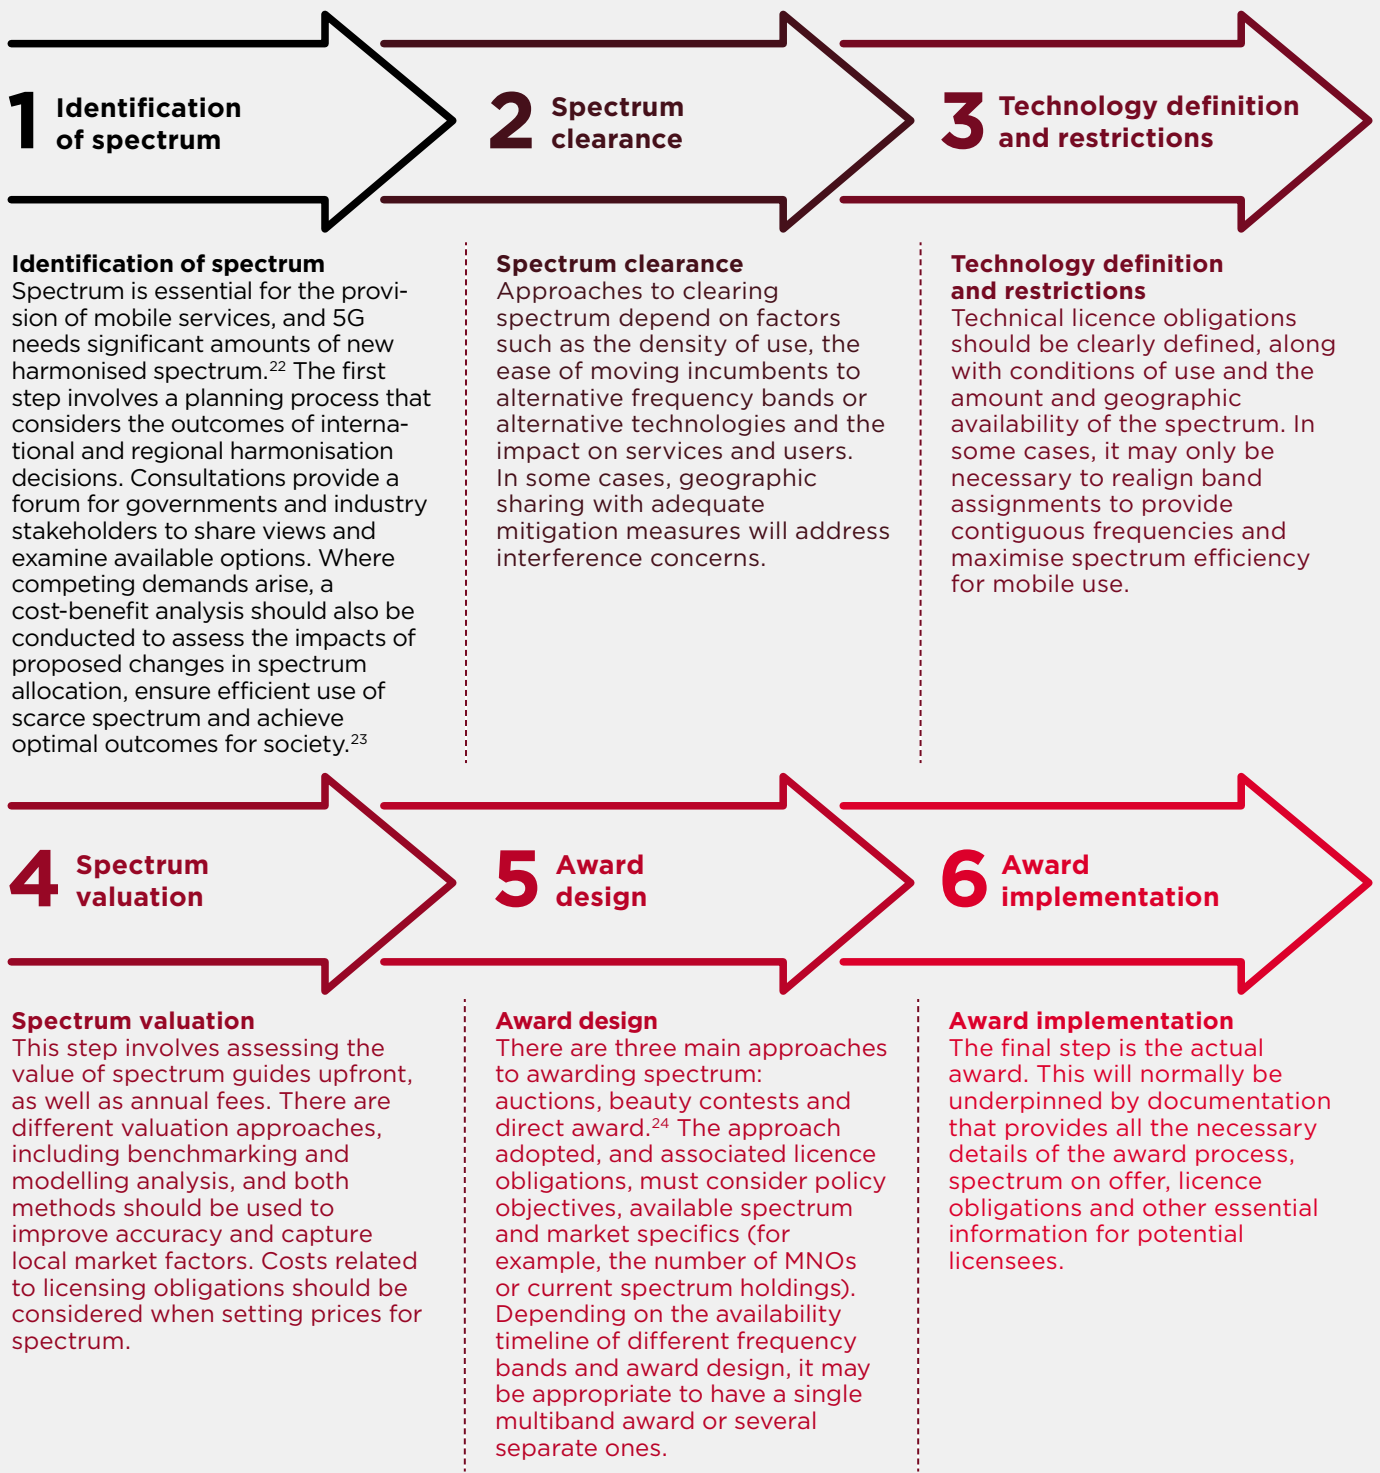 1 Identification
of spectrum
2 Spectrum
clearance
3 Technology definition
and restrictions
Identification of spectrum
Spectrum is essential for the provi-
sion of mobile services, and 5G
needs significant amounts of new
harmonised spectrum.22 The first
step involves a planning process that
considers the outcomes of interna-
tional and regional harmonisation
decisions. Consultations provide a
forum for governments and industry
stakeholders to share views and
examine available options. Where
competing demands arise, a
cost-benefit analysis should also be
conducted to assess the impacts of
proposed changes in spectrum
allocation, ensure efficient use of
scarce spectrum and achieve
optimal outcomes for society.23
Spectrum clearance
Approaches to clearing
spectrum depend on factors
such as the density of use, the
ease of moving incumbents to
alternative frequency bands or
alternative technologies and the
impact on services and users.
In some cases, geographic
sharing with adequate
mitigation measures will address
interference concerns.
Technology definition
and restrictions
Technical licence obligations
should be clearly defined, along
with conditions of use and the
amount and geographic
availability of the spectrum. In
some cases, it may only be
necessary to realign band
assignments to provide
contiguous frequencies and
maximise spectrum efficiency
for mobile use.
4 Spectrum
valuation
5 Award
design
6 Award
implementation
Spectrum valuation
This step involves assessing the
value of spectrum guides upfront,
as well as annual fees. There are
different valuation approaches,
including benchmarking and
modelling analysis, and both
methods should be used to
improve accuracy and capture
local market factors. Costs related
to licensing obligations should be
considered when setting prices for
spectrum.
Award design
There are three main approaches
to awarding spectrum:
auctions, beauty contests and
direct award.24 The approach
adopted, and associated licence
obligations, must consider policy
objectives, available spectrum
and market specifics (for
example, the number of MNOs
or current spectrum holdings).
Depending on the availability
timeline of different frequency
bands and award design, it may
be appropriate to have a single
multiband award or several
separate ones.
Award implementation
The final step is the actual
award. This will normally be
underpinned by documentation
that provides all the necessary
details of the award process,
spectrum on offer, licence
obligations and other essential
information for potential
licensees.